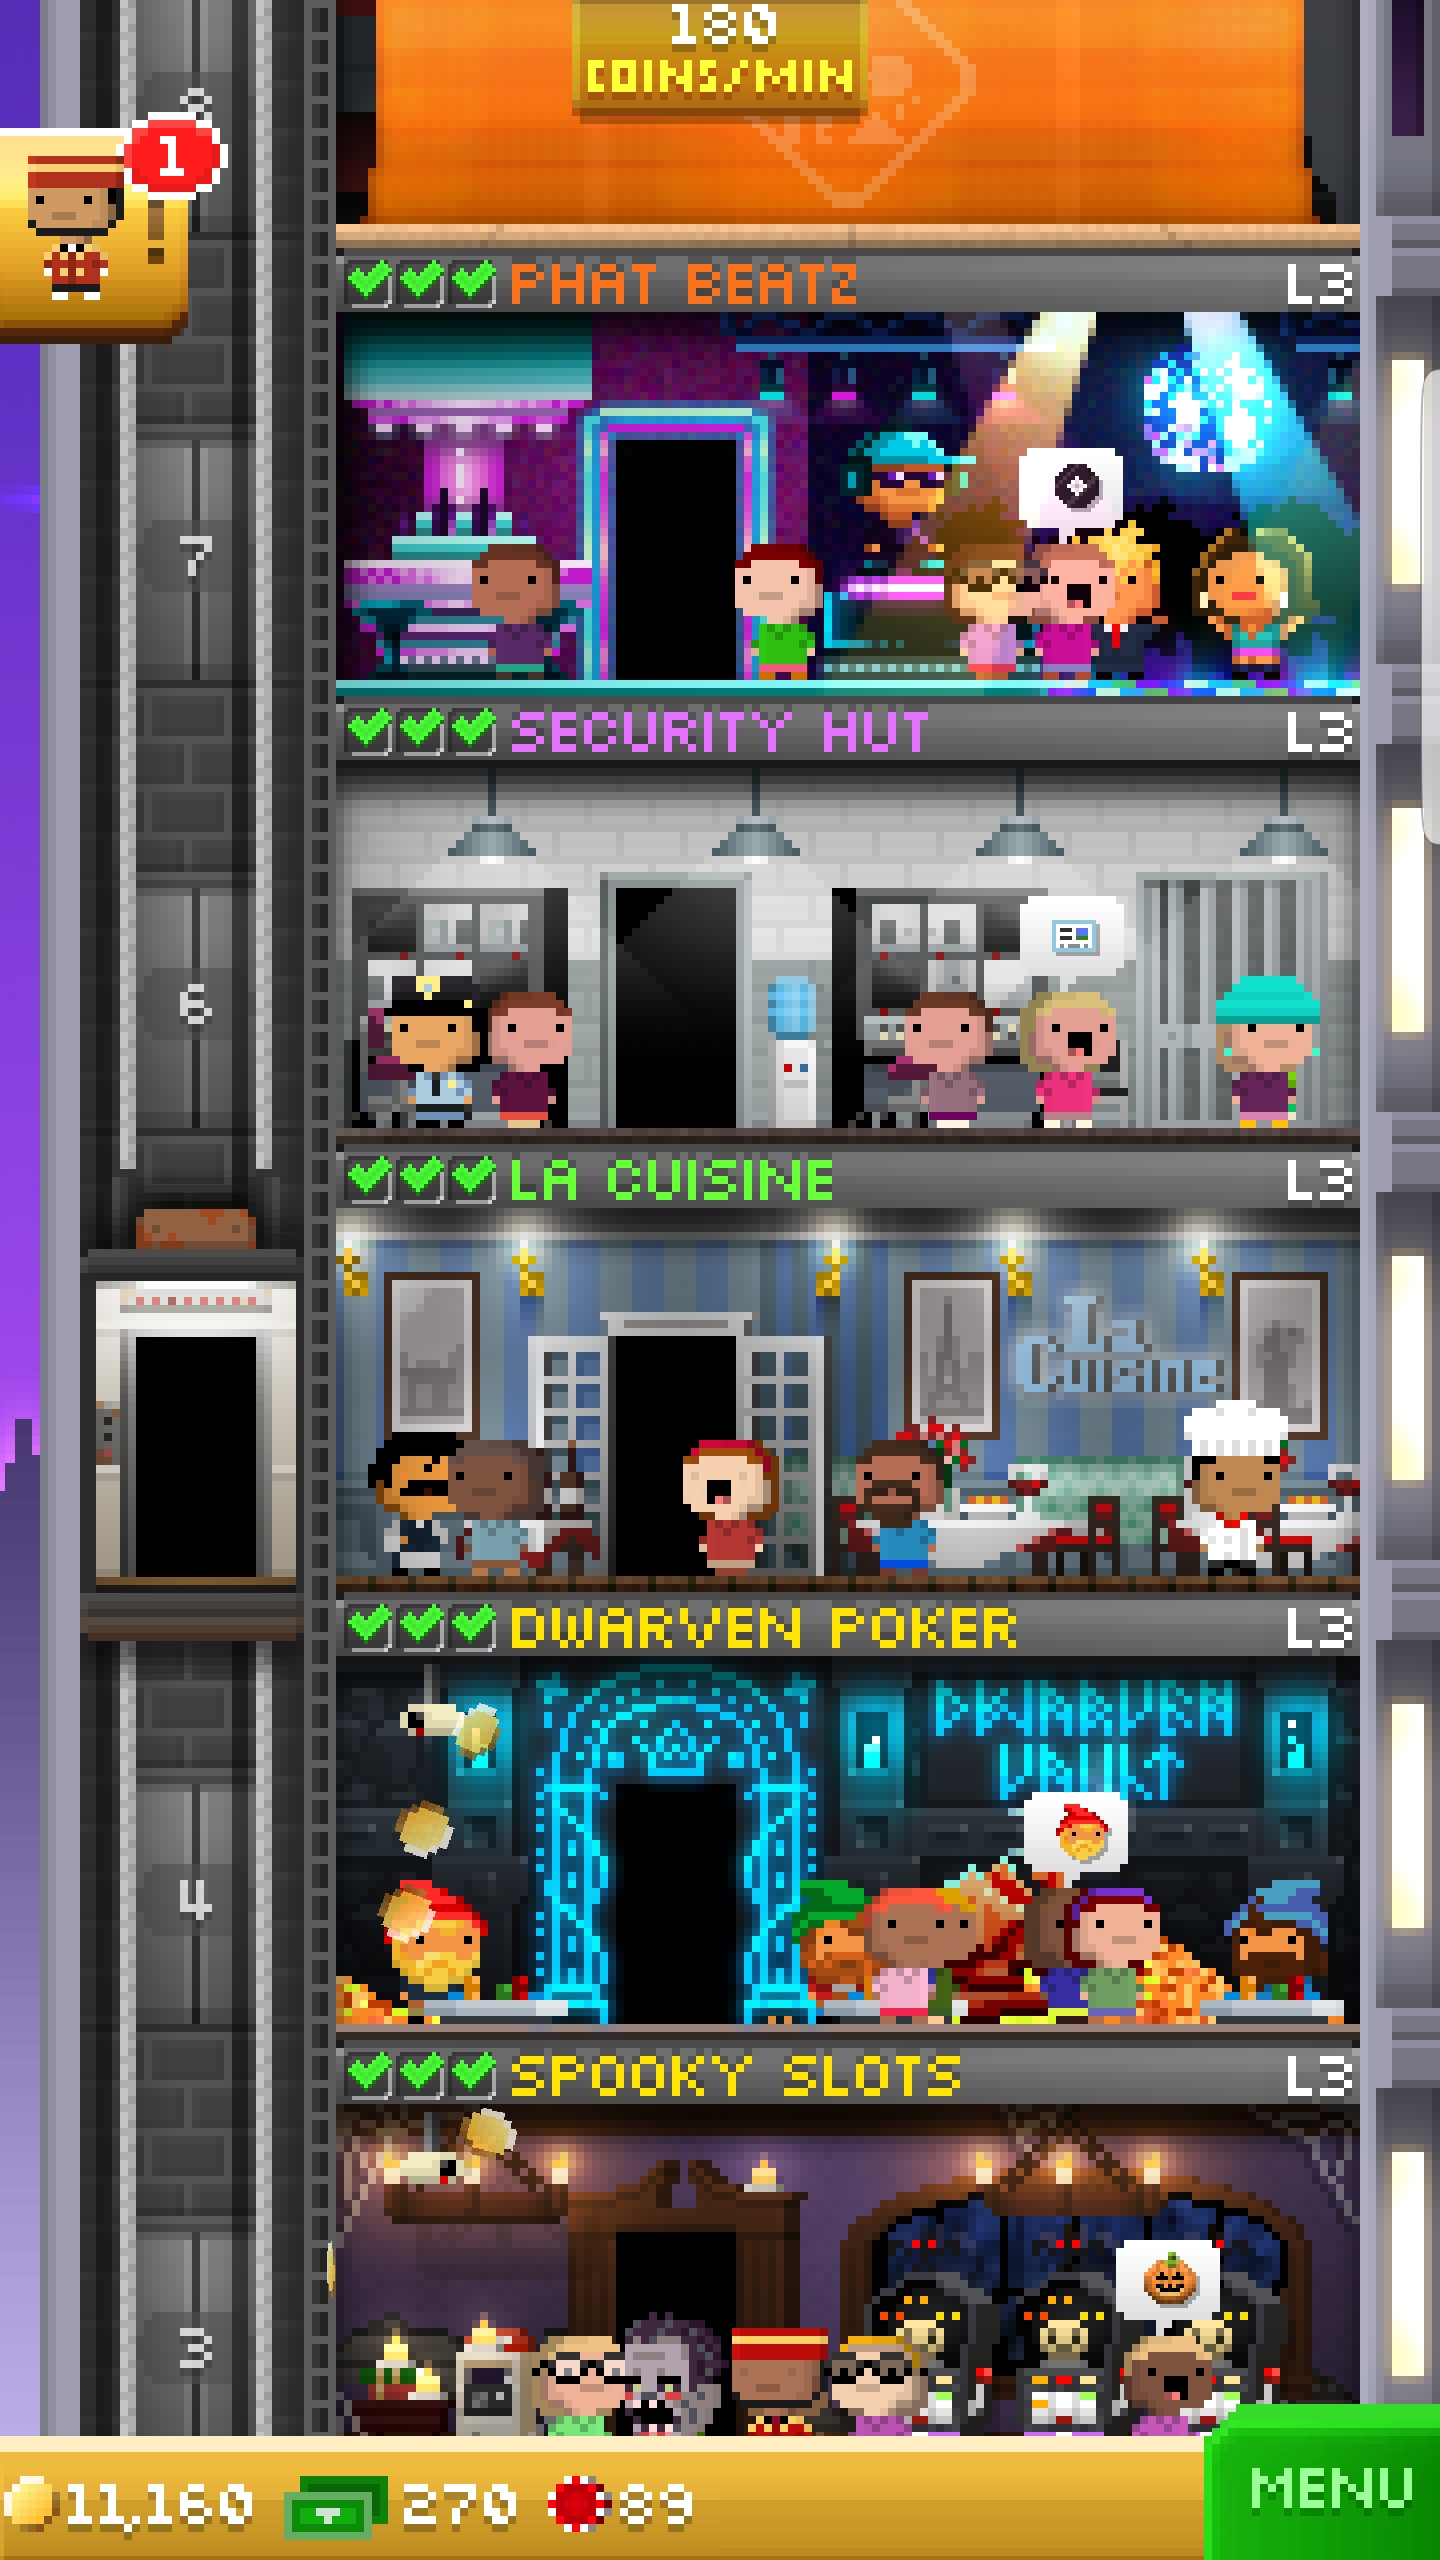 180
COINS/MIN
8
1
PHAT BEATZ L3
7
SECURITY HUT L3
6
LA CUISINE L3
La
Cuisine
DWARVEN POKER L3
DWARVEN
VAULT
4
SPOOKY SLOTS L3
3
11,160 270 89
MENU